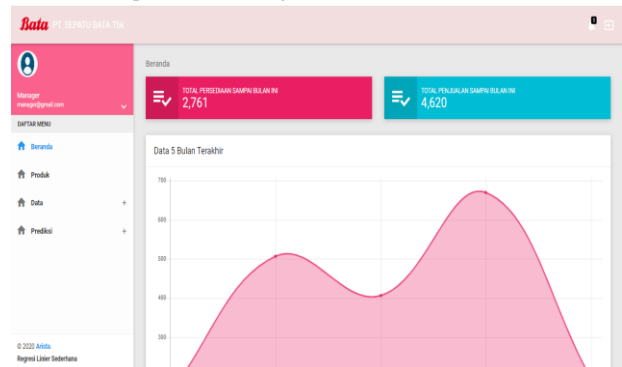 Bata PT. SEPATU BATA Tbk
Manager
manager@gmail.com
DAFTAR MENU
Beranda
Produk
Data +
Prediksi +
© 2020 Arista.
Regresi Linier Sederhana
Beranda
TOTAL PERSEDIAAN SAMPAI BULAN INI
2,761
TOTAL PENJUALAN SAMPAI BULAN INI
4,620
Data 5 Bulan Terakhir
700
600
500
400
300